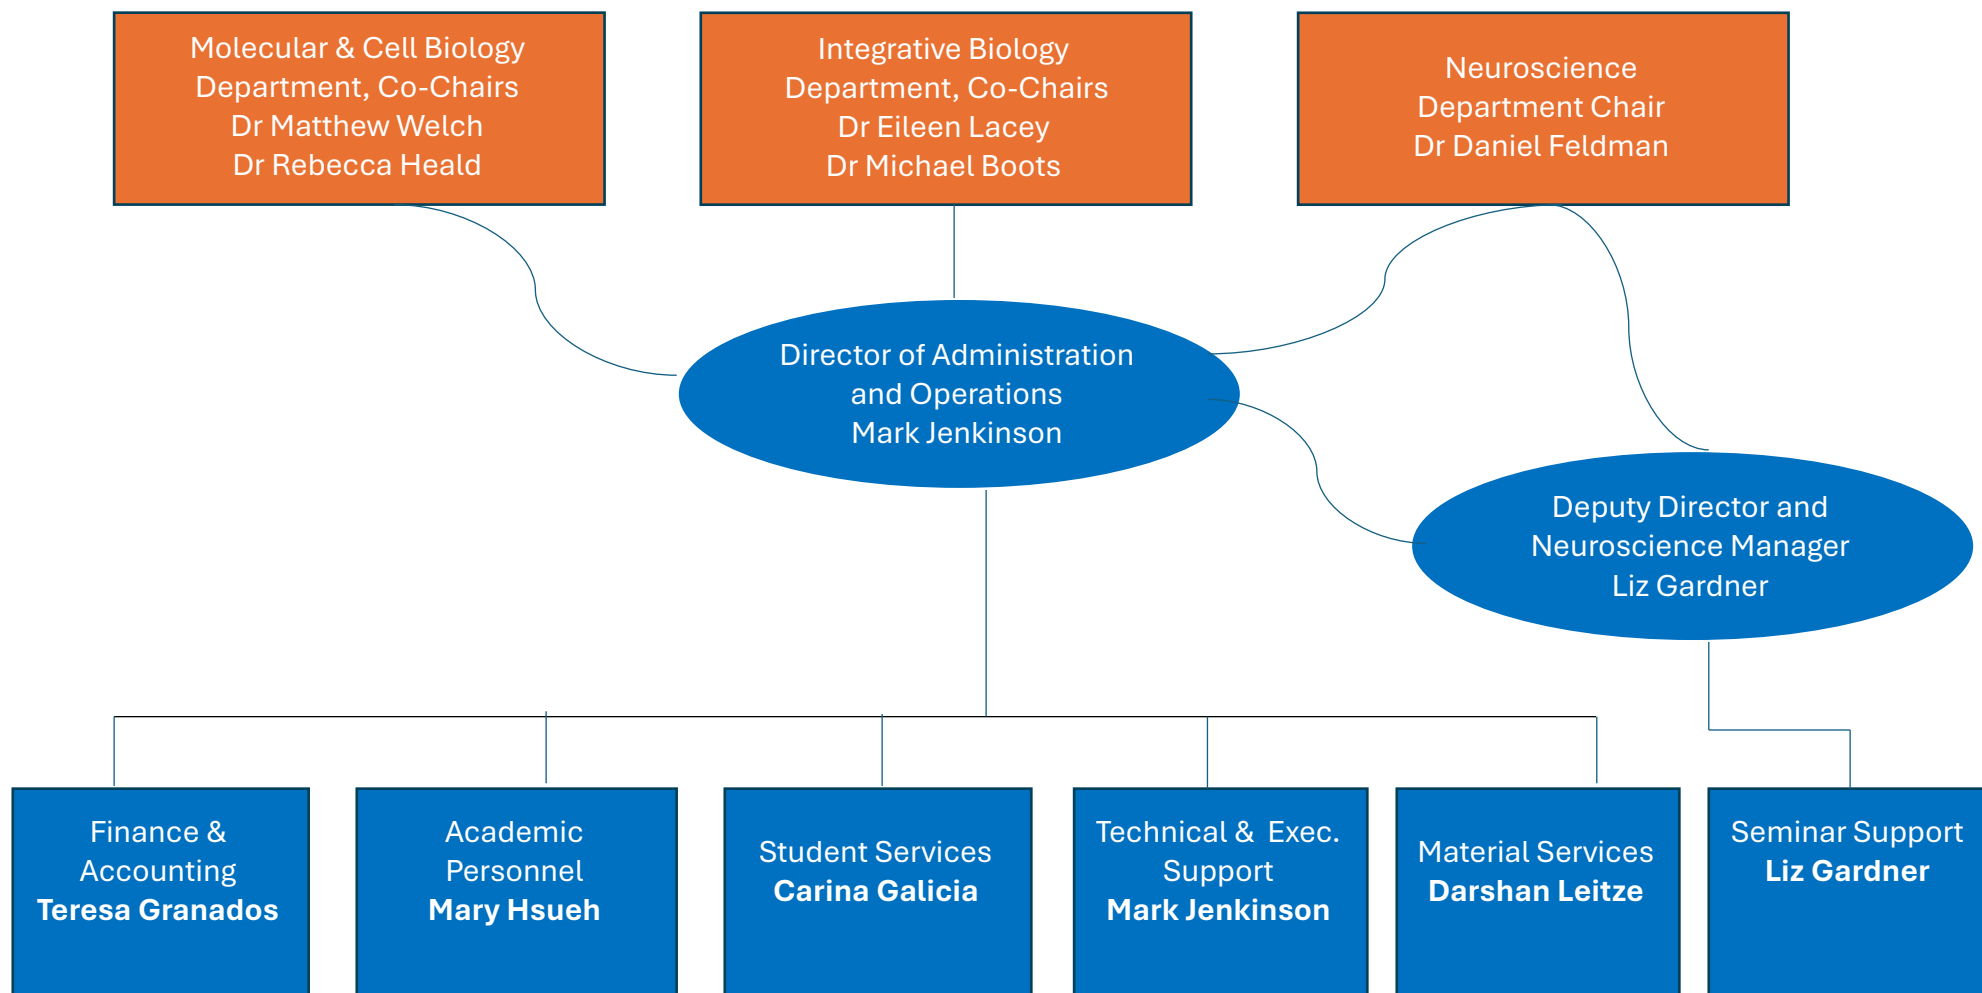 Molecular & Cell Biology
Department, Co-Chairs
Dr Matthew Welch
Dr Rebecca Heald
Integrative Biology
Department, Co-Chairs
Dr Eileen Lacey
Dr Michael Boots
Neuroscience
Department Chair
Dr Daniel Feldman
Director of Administration
and Operations
Mark Jenkinson
Deputy Director and
Neuroscience Manager
Liz Gardner
Finance &
Accounting
Teresa Granados
Academic
Personnel
Mary Hsueh
Student Services
Carina Galicia
Technical & Exec.
Support
Mark Jenkinson
Material Services
Darshan Leitze
Seminar Support
Liz Gardner